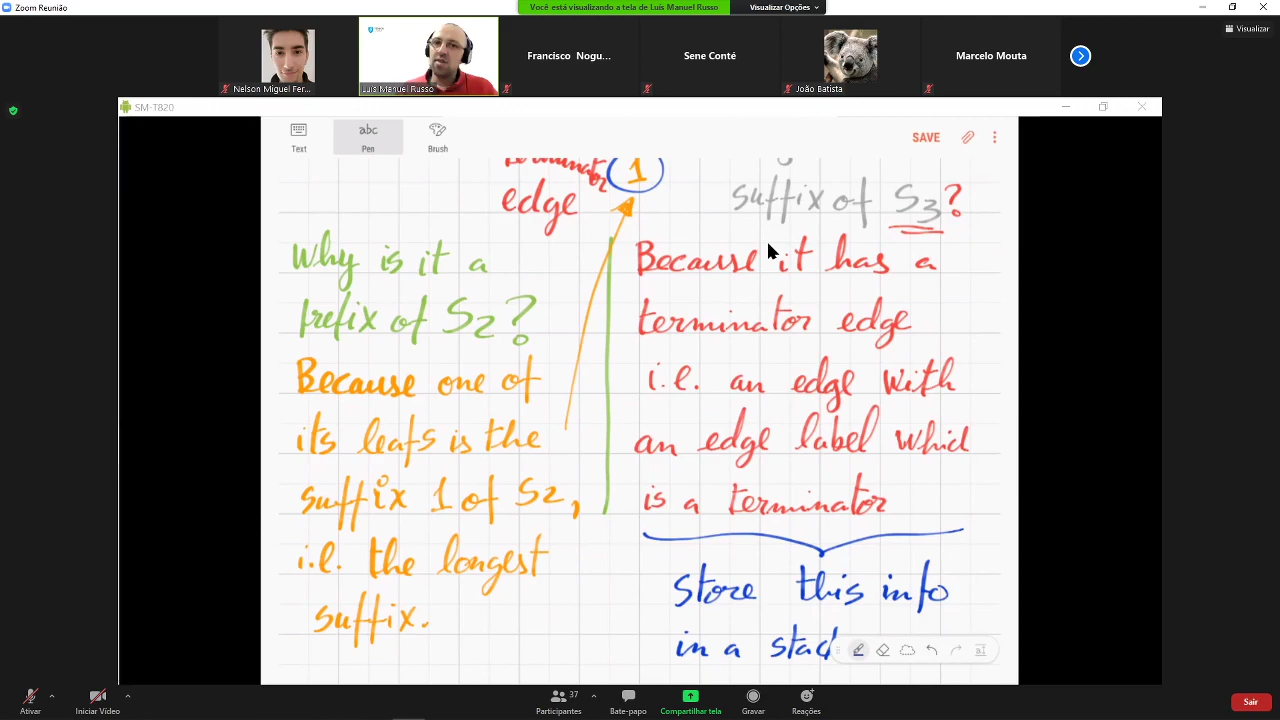 Zoom Reunião
Você está visualizando a tela de Luís Manuel Russo
Visualizar Opções
Visualizar
Nelson Miguel Fer...
Luís Manuel Russo
Francisco Nogu...
Sene Conté
João Batista
Marcelo Mouta
SM-T820
Text
abc
Pen
Brush
SAVE
terminator
edge
1
suffix of S3?
Why is it a
prefix of S2?
Because one of
its leafs is the
suffix 1 of S2,
i.e. the longest
suffix.
Because it has a
terminator edge
i.e. an edge with
an edge label which
is a terminator
Store this info
in a stac
Ativar
Iniciar Vídeo
37
Participantes
Bate-papo
Compartilhar tela
Gravar
Reações
Sair